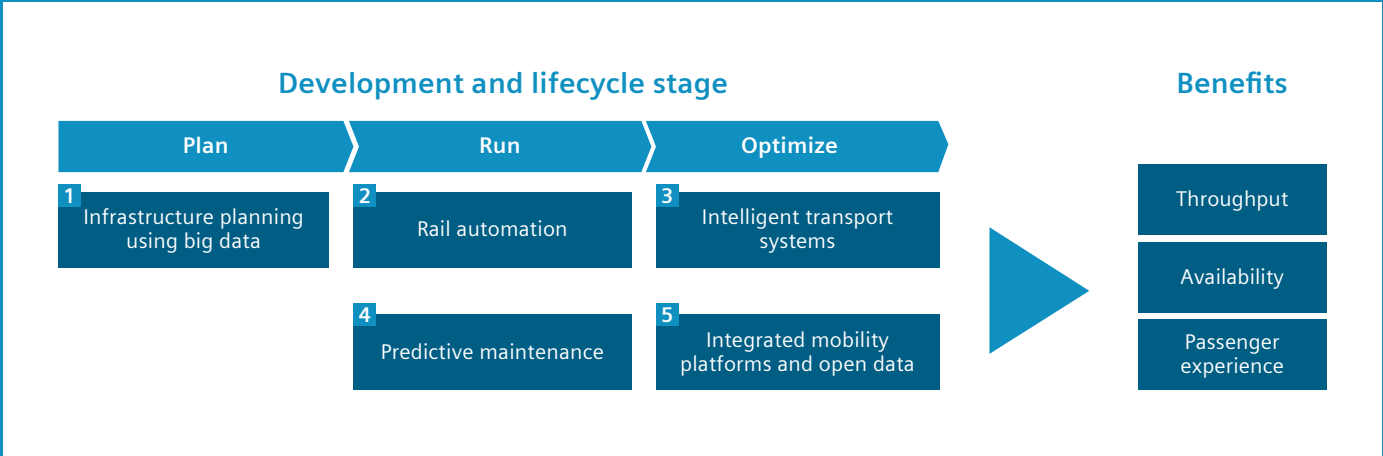 Development and lifecycle stage
Benefits
Plan
Run
Optimize
1
Infrastructure planning
using big data
2
Rail automation
3
Intelligent transport
systems
4
Predictive maintenance
5
Integrated mobility
platforms and open data
Throughput
Availability
Passenger
experience